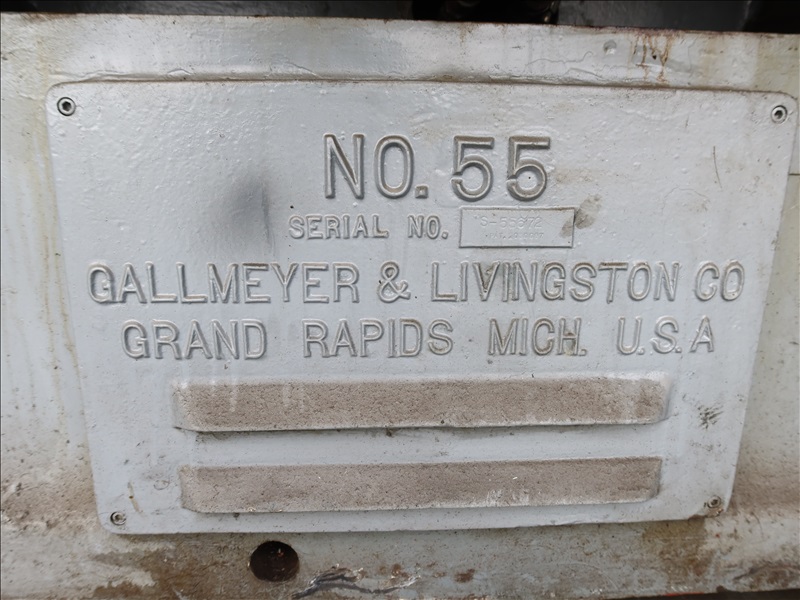 NO. 55
SERIAL NO.
GALLMEYER & LIVINGSTON CO
GRAND RAPIDS MICH. U.S.A